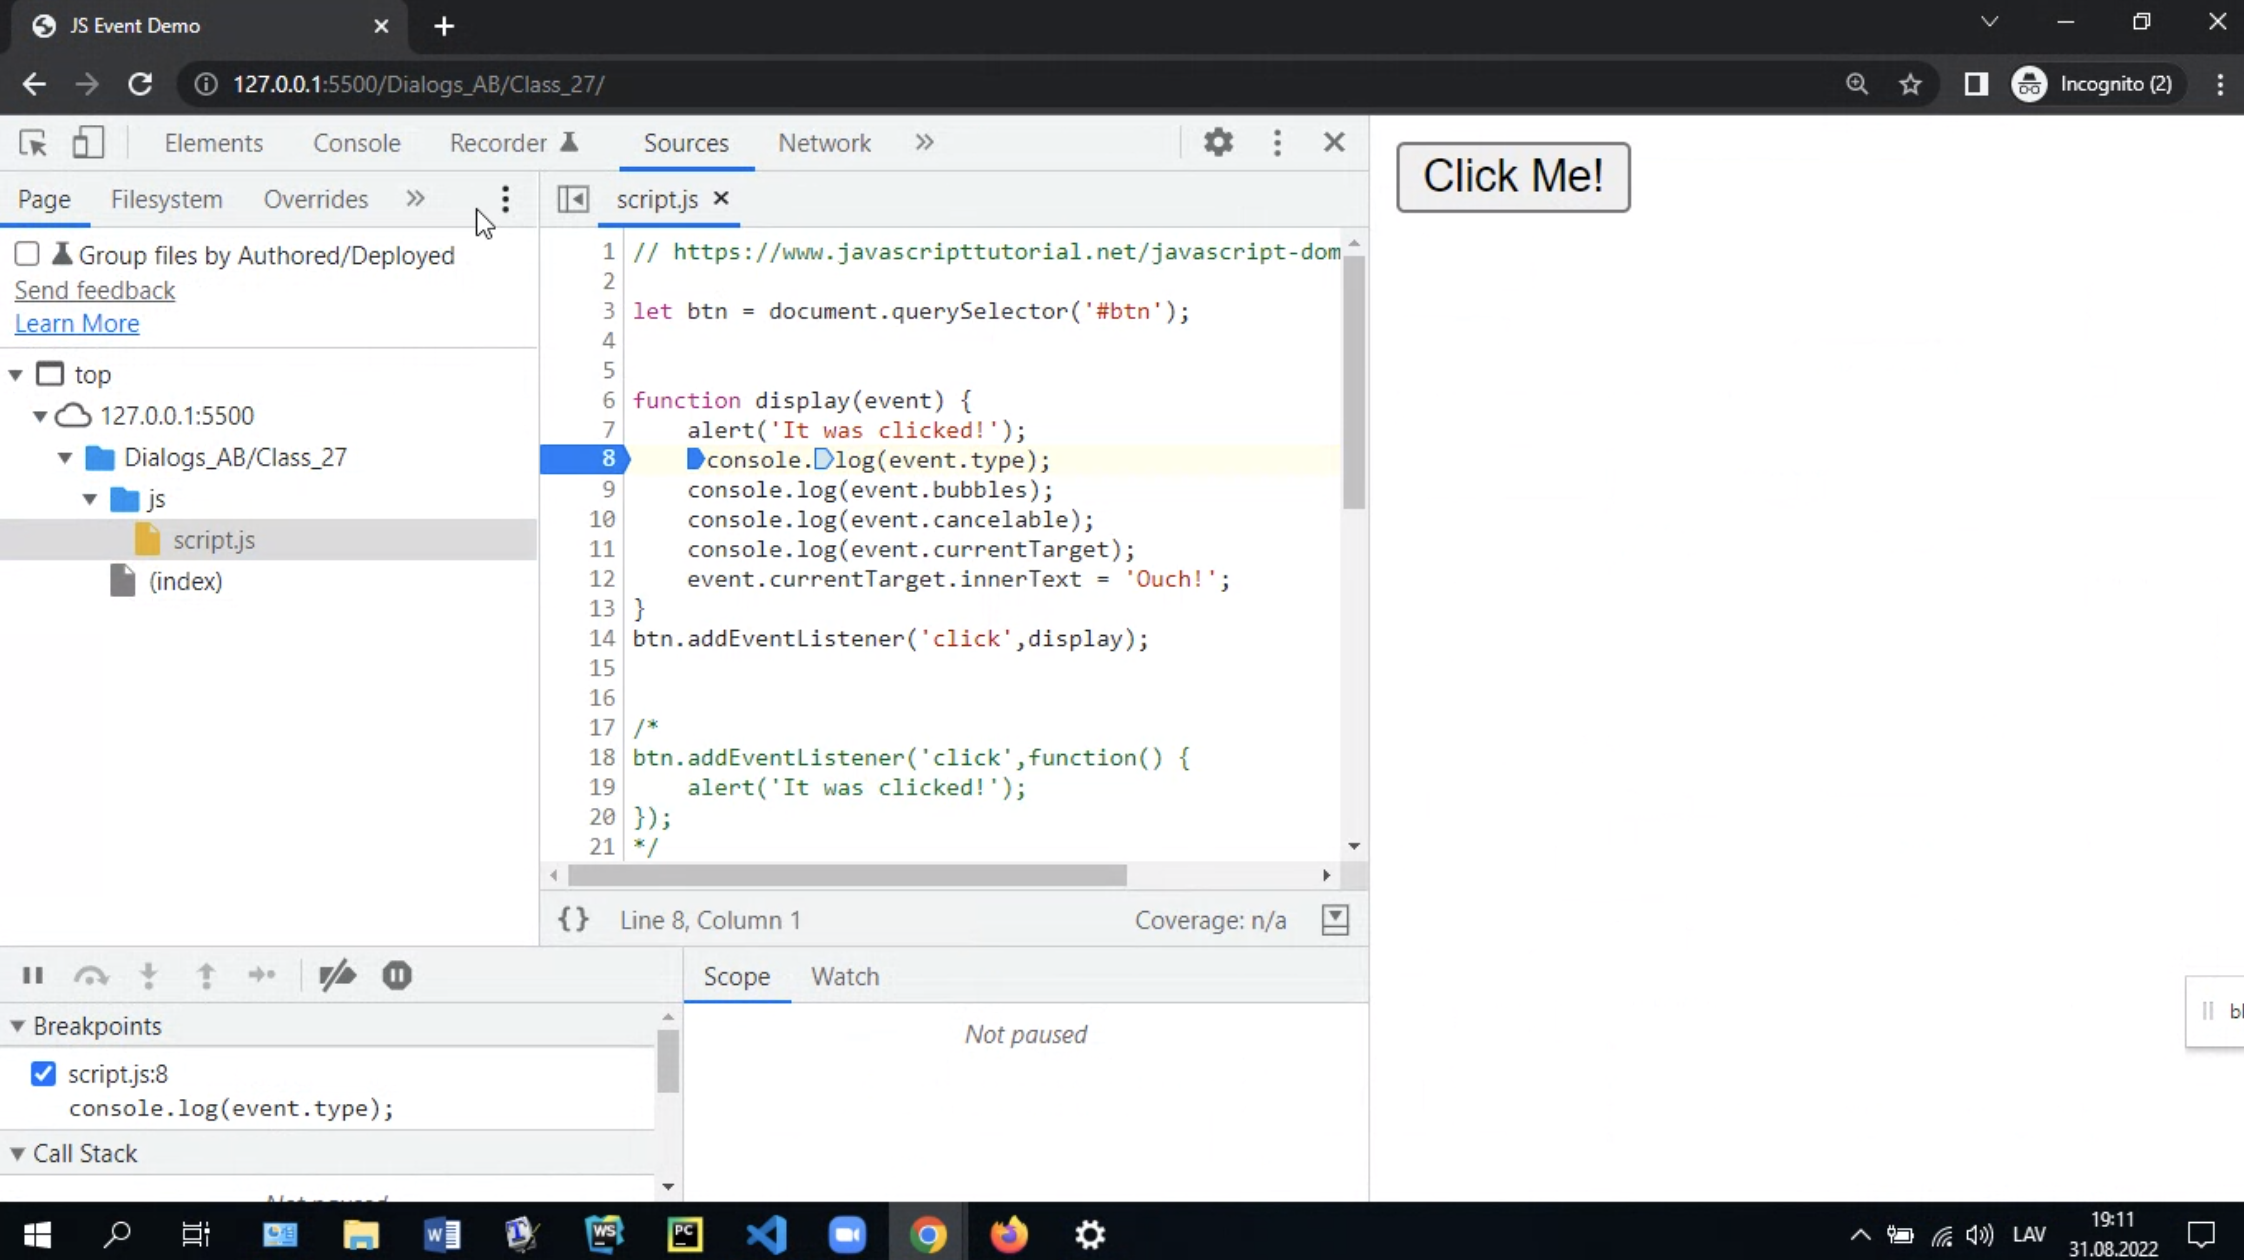 JS Event Demo
127.0.0.1:5500/Dialogs_AB/Class_27/
Incognito (2)
Elements Console Recorder Sources Network
Page Filesystem Overrides
script.js
Click Me!
Group files by Authored/Deployed
Send feedback
Learn More
top
127.0.0.1:5500
Dialogs_AB/Class_27
js
script.js
(index)
1 // https://www.javascripttutorial.net/javascript-dom
2
3 let btn = document.querySelector('#btn');
4
5
6 function display(event) {
7 alert('It was clicked!');
8 console.log(event.type);
9 console.log(event.bubbles);
10 console.log(event.cancelable);
11 console.log(event.currentTarget);
12 event.currentTarget.innerText = 'Ouch!';
13 }
14 btn.addEventListener('click',display);
15
16
17 /*
18 btn.addEventListener('click',function() {
19 alert('It was clicked!');
20 });
21 */
{} Line 8, Column 1 Coverage: n/a
Scope Watch
Not paused
Breakpoints
script.js:8
console.log(event.type);
Call Stack
Not paused
W
WS
PC
LAV
19:11
31.08.2022